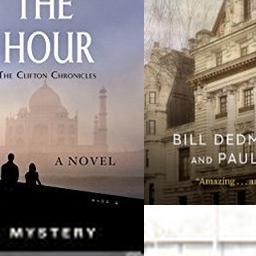 THE
HOUR
THE CLIFTON CHRONICLES
A NOVEL
MYSTERY
BILL DEDM
AND PAUL
"Amazing...a